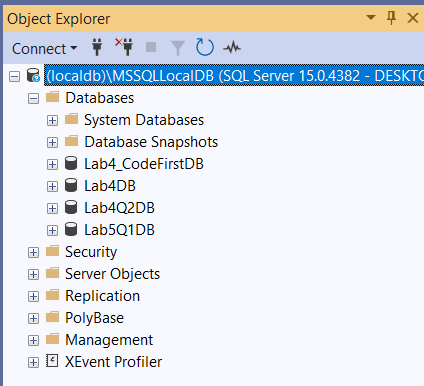 Object Explorer
Connect
(localdb)\MSSQLLocalDB (SQL Server 15.0.4382 - DESKTO
Databases
System Databases
Database Snapshots
Lab4_CodeFirstDB
Lab4DB
Lab4Q2DB
Lab5Q1DB
Security
Server Objects
Replication
PolyBase
Management
XEvent Profiler